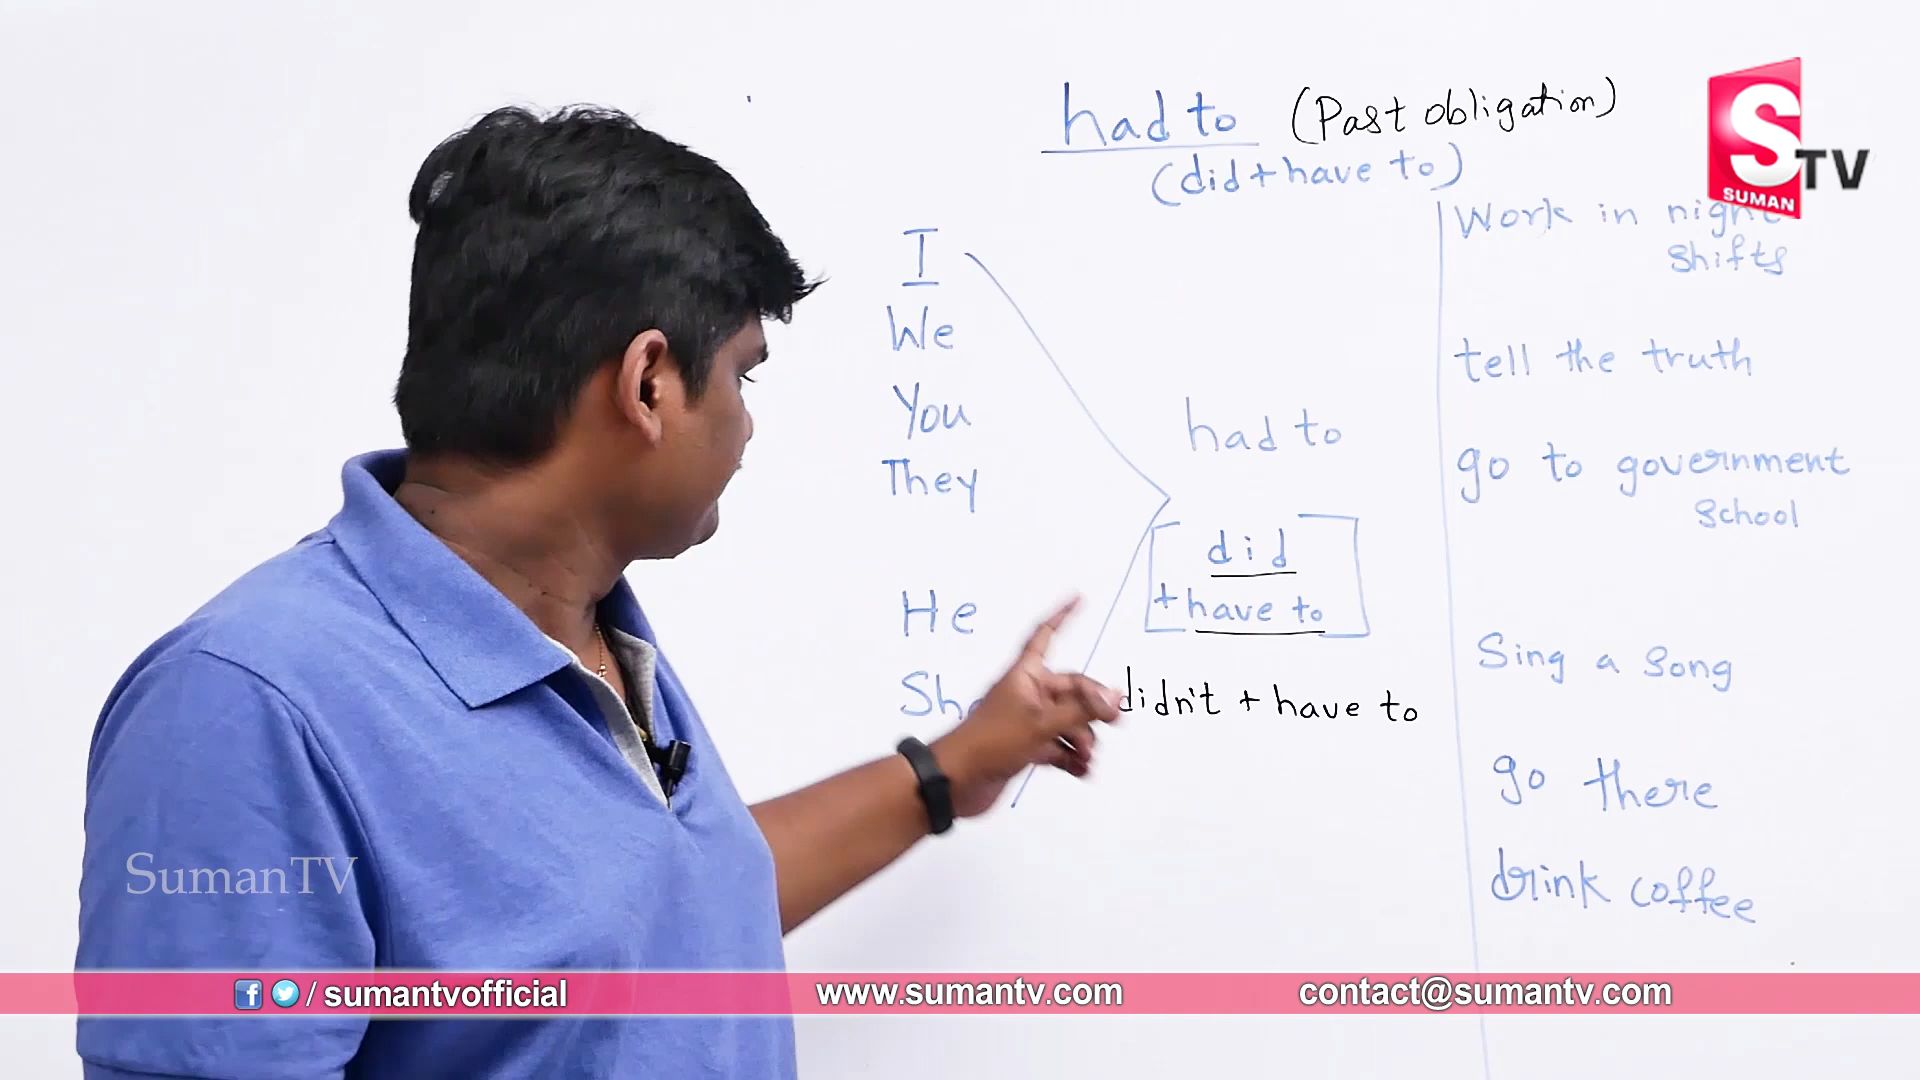 had to (Past obligation)
(did + have to)
S TV
SUMAN
I
We
You
They
He
had to
did
+ have to
didn't + have to
Work in night
shifts
tell the truth
go to government
school
Sing a song
go there
drink coffee
SumanTV
/ sumantvofficial
www.sumantv.com
contact@sumantv.com